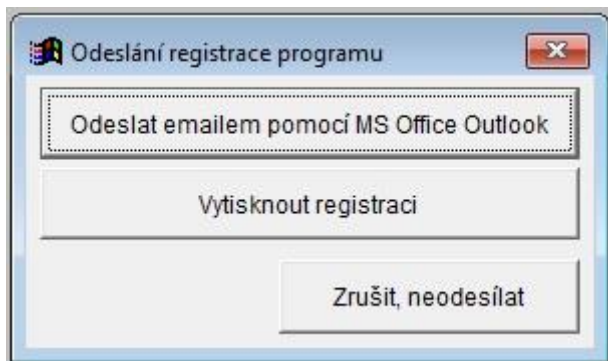 Odeslání registrace programu
Odeslat emailem pomocí MS Office Outlook
Vytisknout registraci
Zrušit, neodesílat